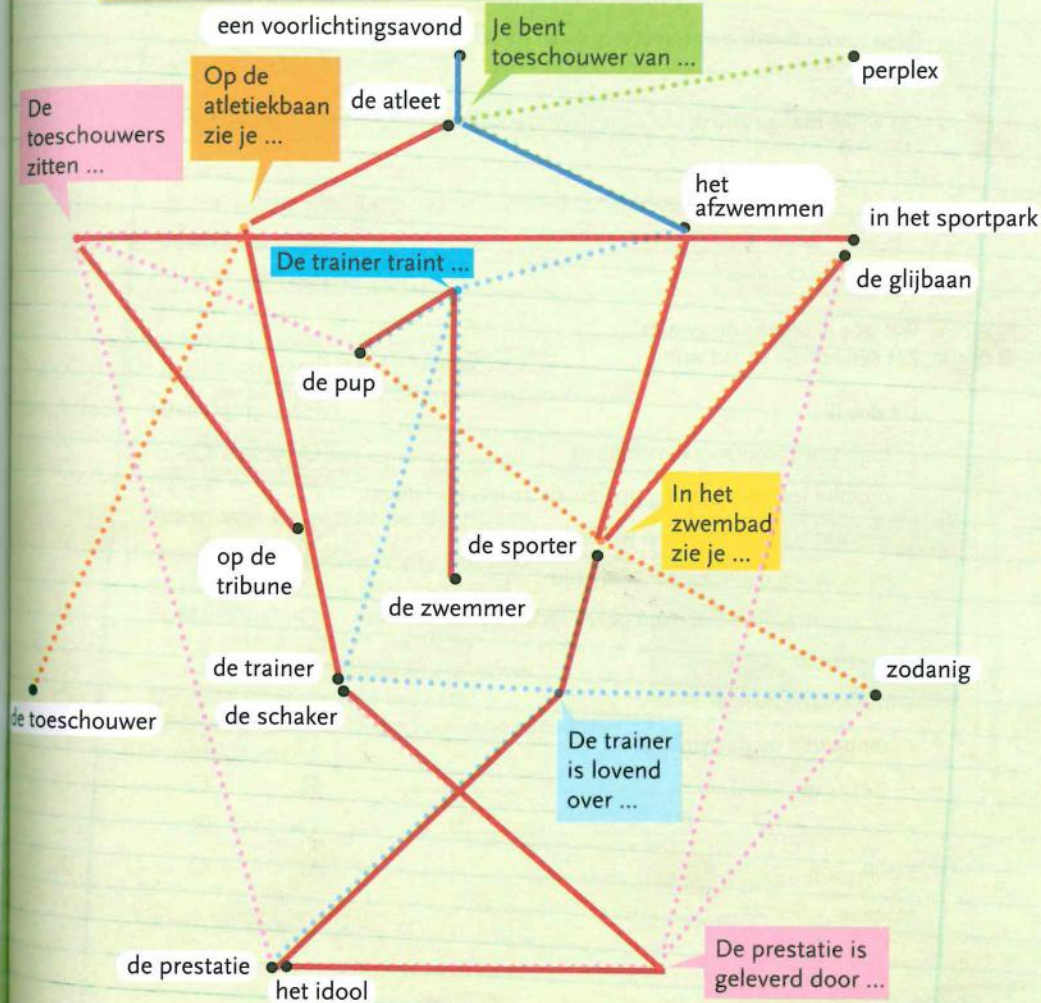 een voorlichtingsavond
Je bent
toeschouwer van ...
perplex
Op de
atletiekbaan
zie je ...
de atleet
De
toeschouwers
zitten ...
het
afzwemmen
in het sportpark
De trainer traint ...
de glijbaan
de pup
In het
zwembad
zie je ...
de sporter
op de
tribune
de zwemmer
de trainer
zodanig
de schaker
de toeschouwer
De trainer
is lovend
over ...
De prestatie is
geleverd door ...
de prestatie
het idool